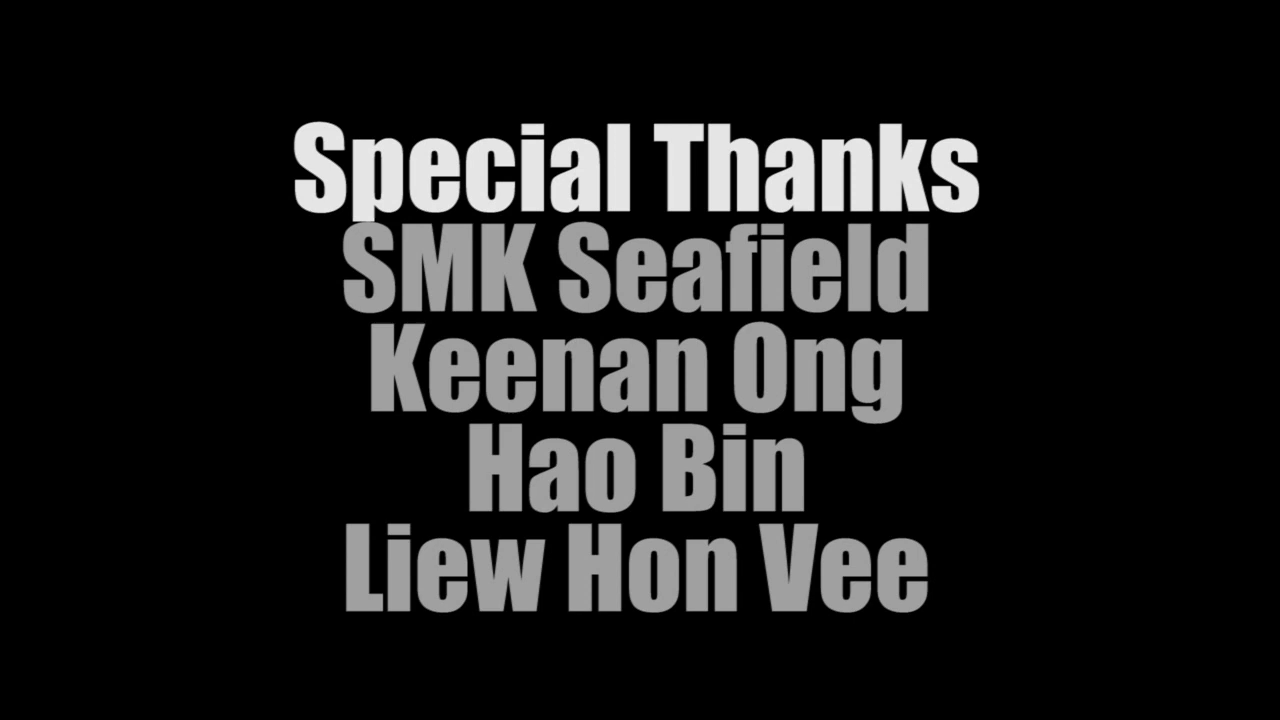 Special Thanks
SMK Seafield
Keenan Ong
Hao Bin
Liew Hon Vee